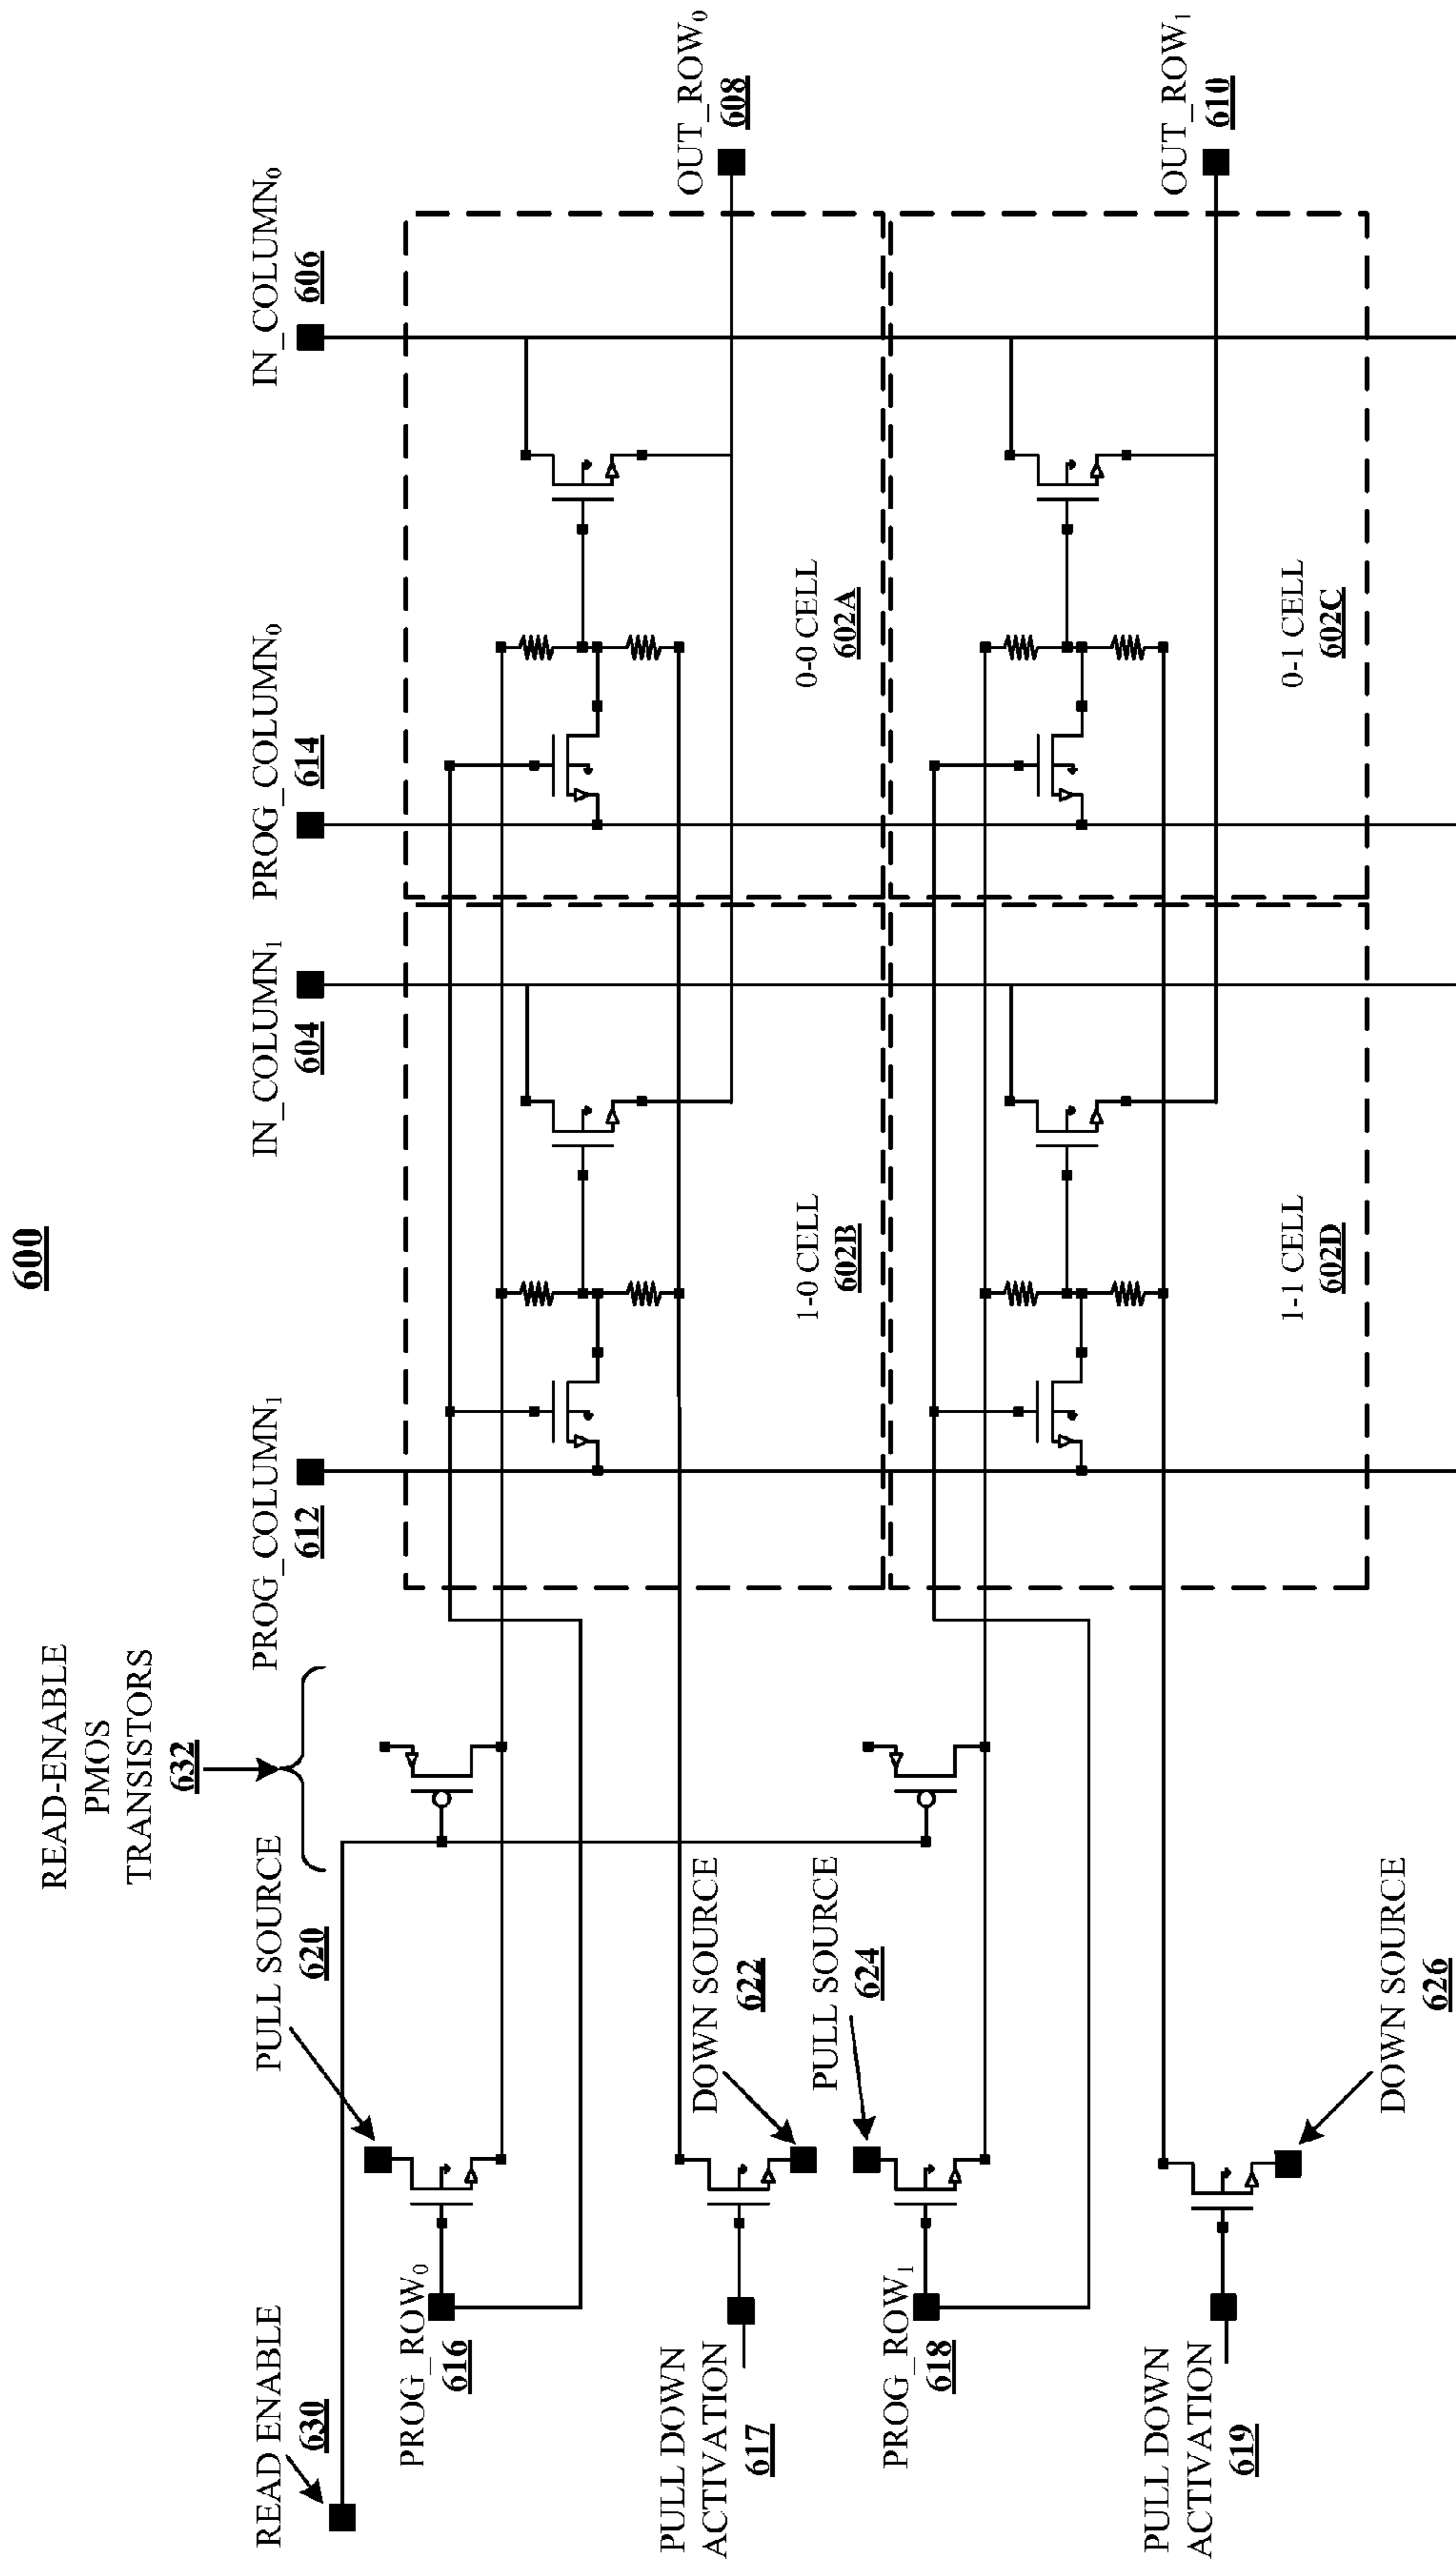 600
READ-ENABLE
PMOS
TRANSISTORS
632
READ ENABLE
630
PULL SOURCE
620
PROG_COLUMN1
612
IN_COLUMN1
604
PROG_COLUMN0
614
IN_COLUMN0
606
PROG_ROW0
616
OUT_ROW0
608
PULL DOWN
ACTIVATION
617
DOWN SOURCE
622
1-0 CELL
602B
0-0 CELL
602A
PULL SOURCE
624
PROG_ROW1
618
OUT_ROW1
610
PULL DOWN
ACTIVATION
619
1-1 CELL
602D
0-1 CELL
602C
DOWN SOURCE
626